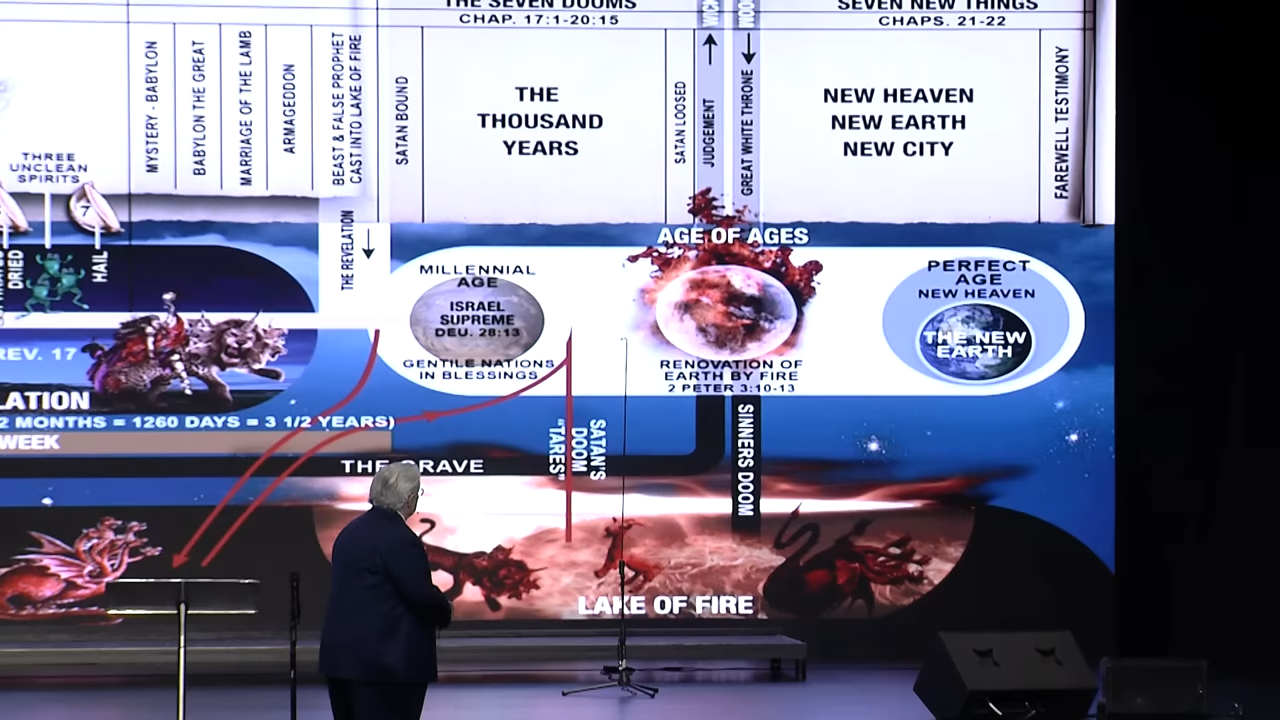 THE SEVEN DOOMS
CHAP. 17:1-20:15
SEVEN NEW THINGS
CHAPS. 21-22
MYSTERY - BABYLON
BABYLON THE GREAT
MARRIAGE OF THE LAMB
ARMAGEDDON
BEAST & FALSE PROPHET
CAST INTO LAKE OF FIRE
SATAN BOUND
THE
THOUSAND
YEARS
SATAN LOOSED
JUDGEMENT
GREAT WHITE THRONE
NEW HEAVEN
NEW EARTH
NEW CITY
FAREWELL TESTIMONY
THREE
UNCLEAN
SPIRITS
7
DRIED
HAIL
THE REVELATION
AGE OF AGES
MILLENNIAL
AGE
ISRAEL
SUPREME
DEU. 28:13
GENTILE NATIONS
IN BLESSINGS
RENOVATION OF
EARTH BY FIRE
2 PETER 3:10-13
PERFECT
AGE
NEW HEAVEN
THE NEW
EARTH
REV. 17
LATION
2 MONTHS = 1260 DAYS = 3 1/2 YEARS)
WEEK
THE GRAVE
"TARES"
SATAN'S
DOOM
SINNERS DOOM
LAKE OF FIRE